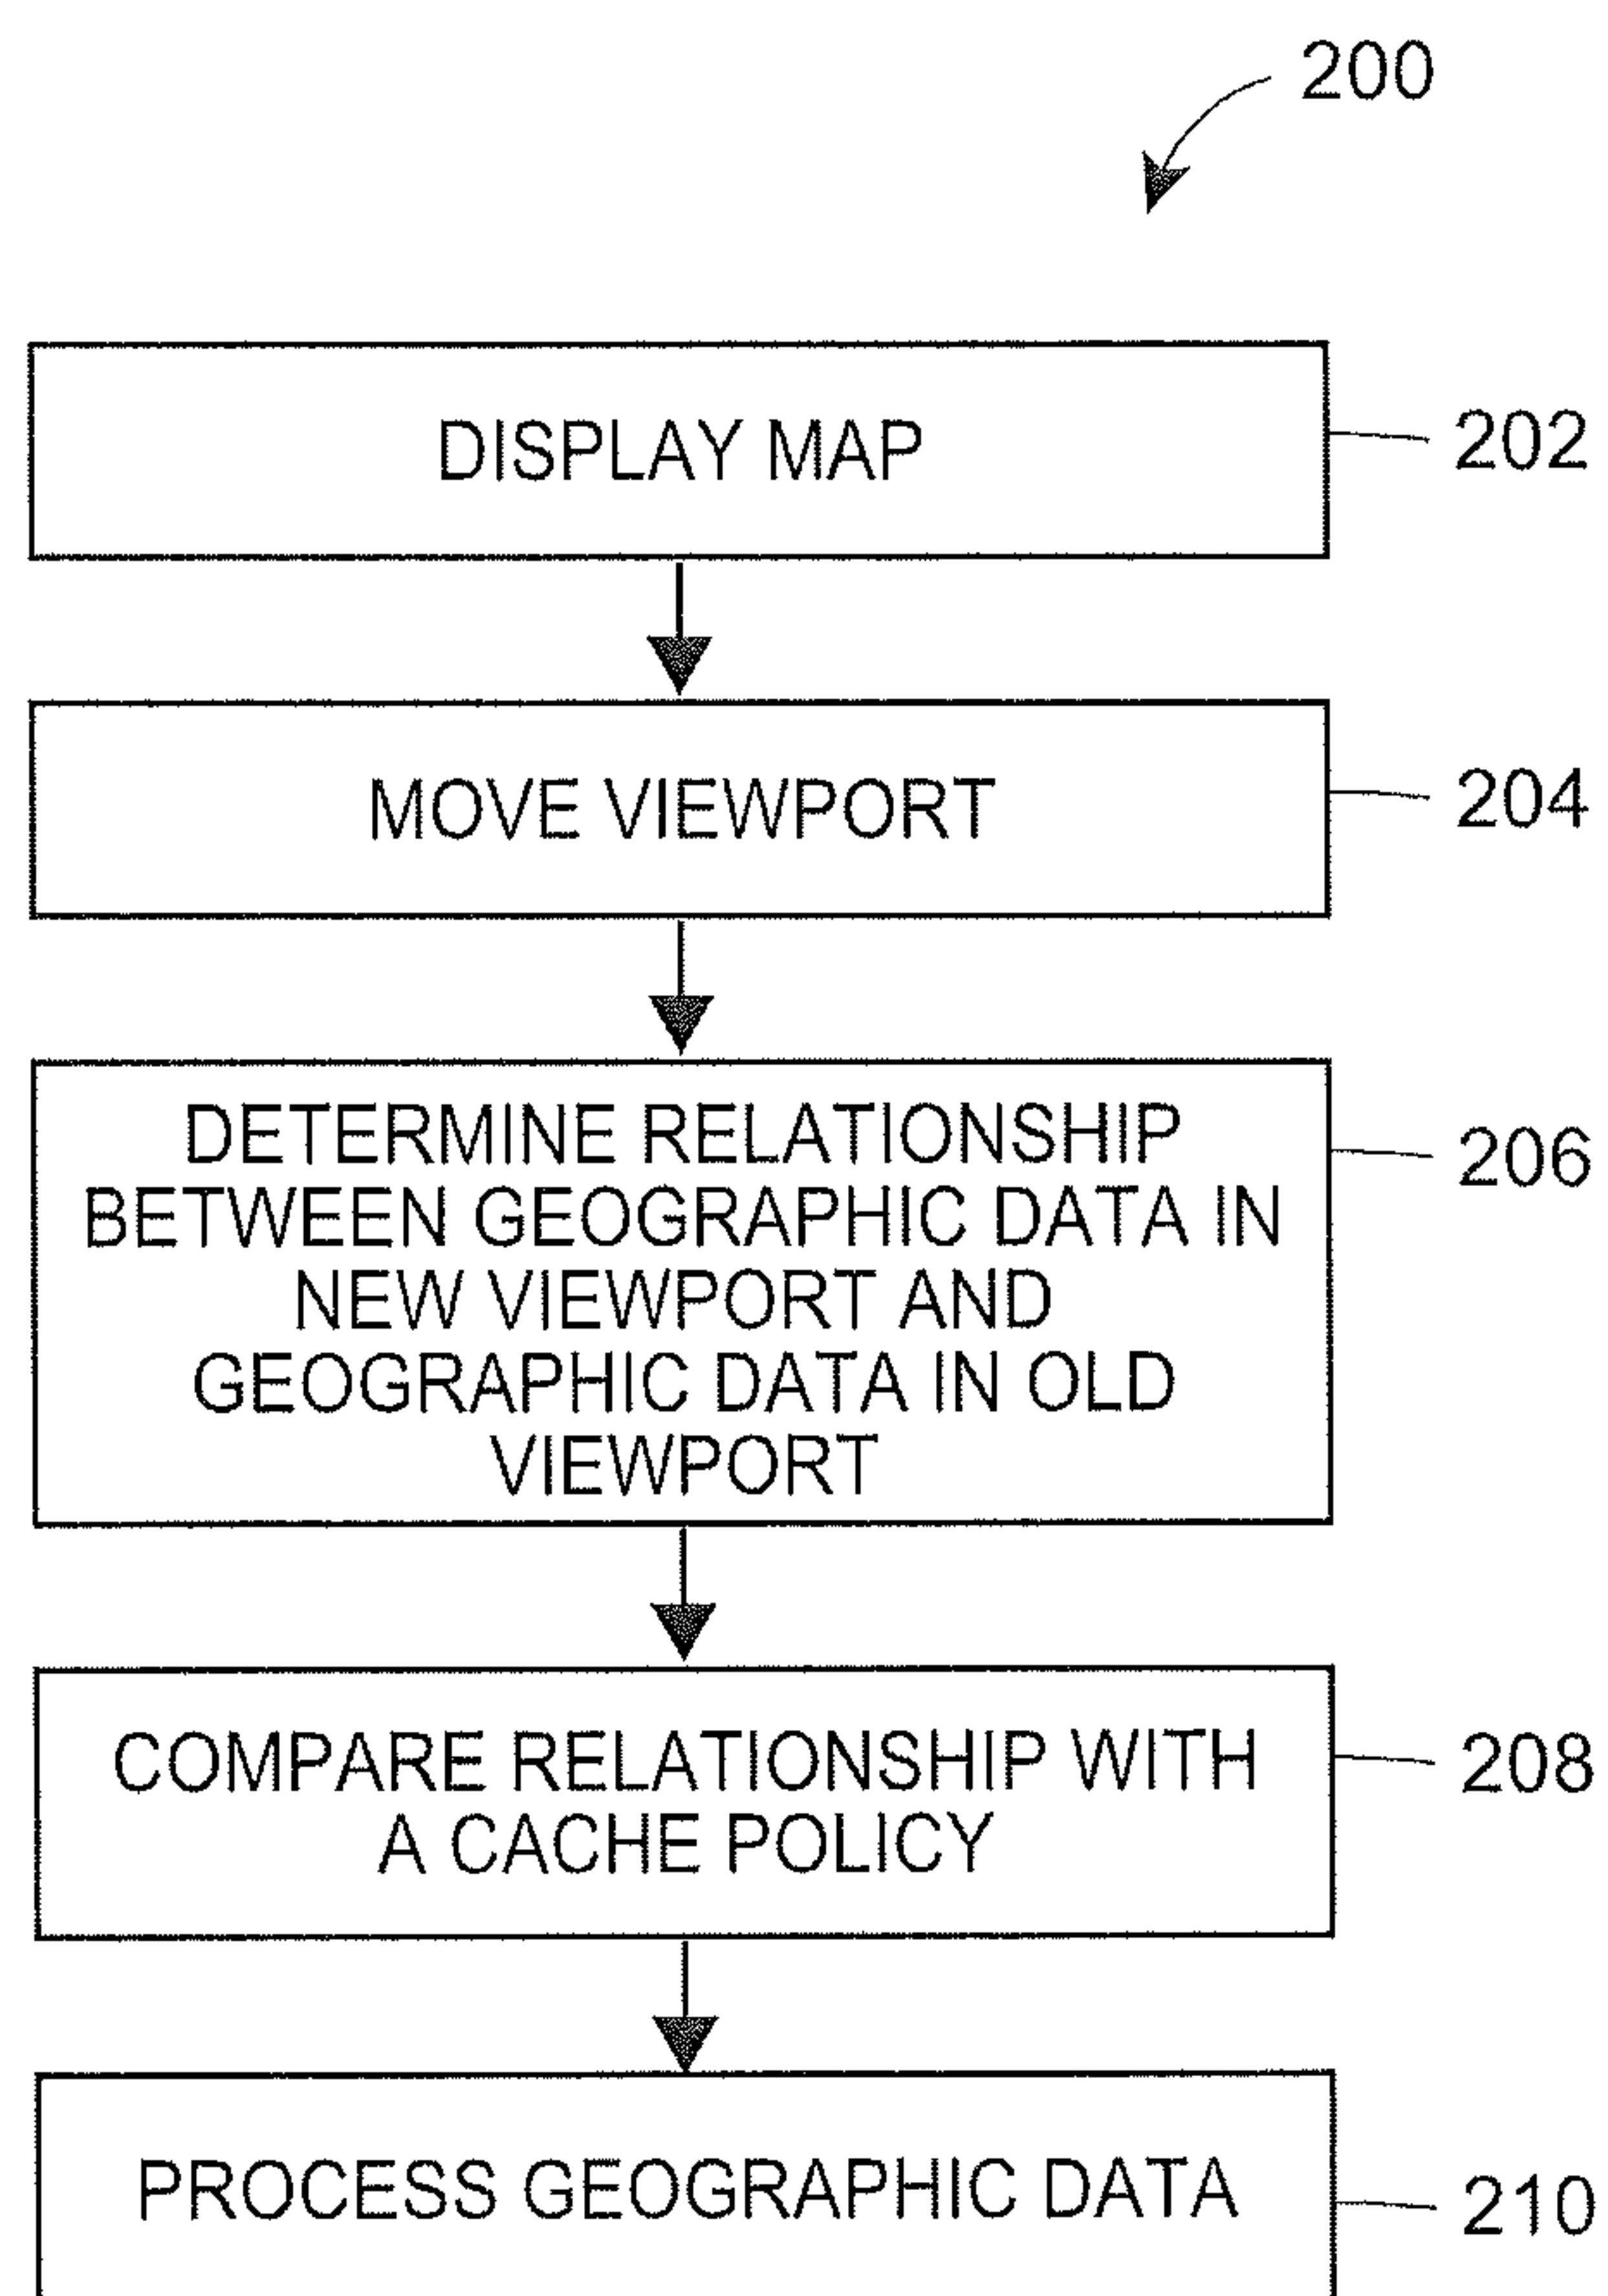 200
DISPLAY MAP
202
MOVE VIEWPORT
204
DETERMINE RELATIONSHIP
BETWEEN GEOGRAPHIC DATA IN
NEW VIEWPORT AND
GEOGRAPHIC DATA IN OLD
VIEWPORT
206
COMPARE RELATIONSHIP WITH
A CACHE POLICY
208
PROCESS GEOGRAPHIC DATA
210